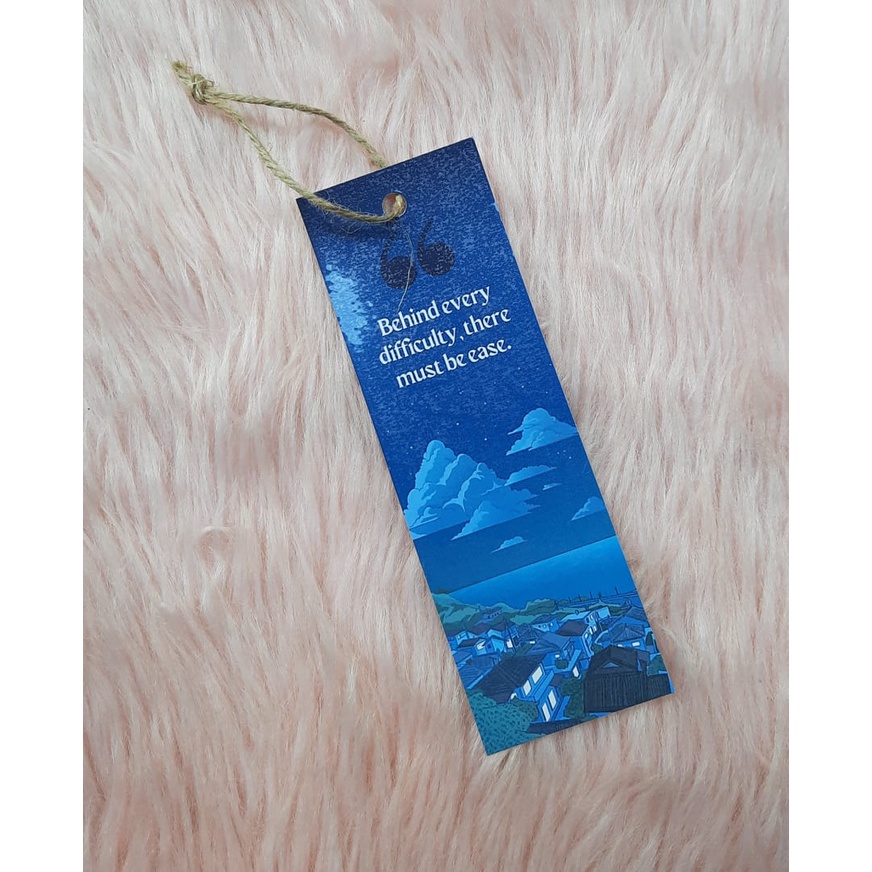 Behind every
difficulty, there
must be ease.